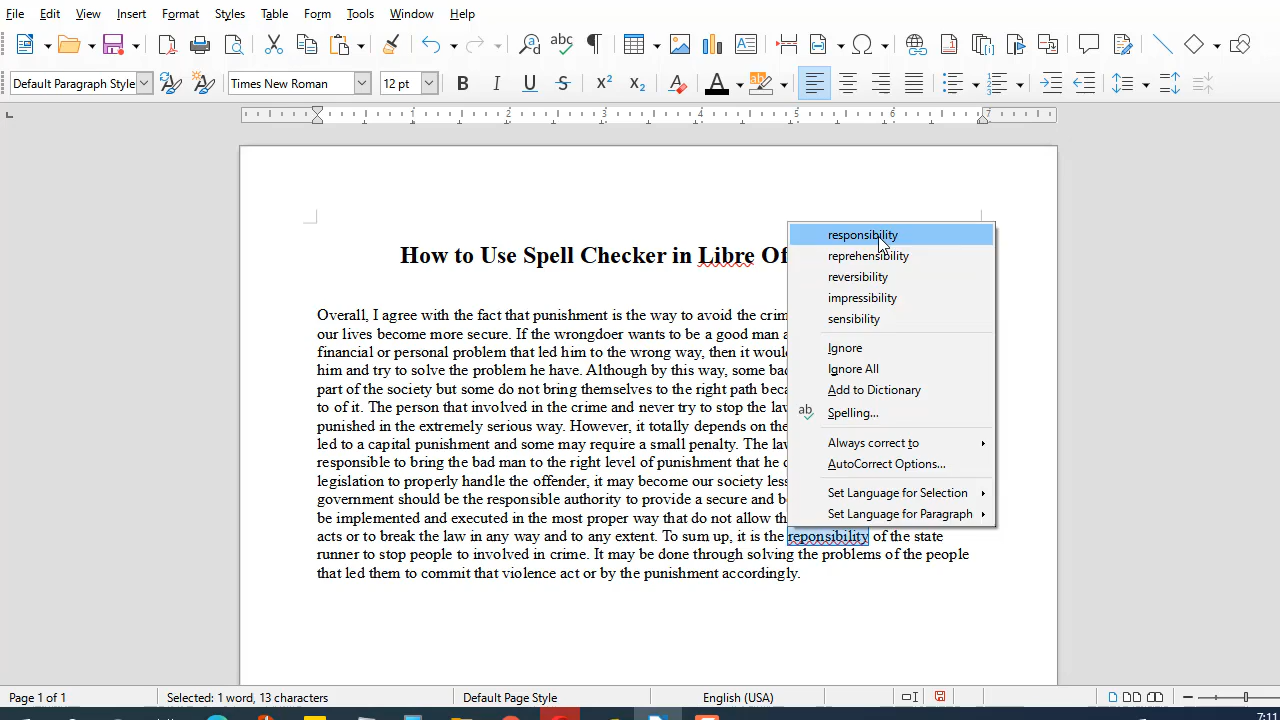 File Edit View Insert Format Styles Table Form Tools Window Help
Default Paragraph Style Times New Roman 12 pt
2 3 4 5 6 7
How to Use Spell Checker in Libre Of
Overall, I agree with the fact that punishment is the way to avoid the crim
our lives become more secure. If the wrongdoer wants to be a good man a
financial or personal problem that led him to the wrong way, then it woul
him and try to solve the problem he have. Although by this way, some bad
part of the society but some do not bring themselves to the right path beca
to of it. The person that involved in the crime and never try to stop the law
punished in the extremely serious way. However, it totally depends on the
led to a capital punishment and some may require a small penalty. The law
responsible to bring the bad man to the right level of punishment that he d
legislation to properly handle the offender, it may become our society less
government should be the responsible authority to provide a secure and be
be implemented and executed in the most proper way that do not allow th
acts or to break the law in any way and to any extent. To sum up, it is the reponsibility of the state
runner to stop people to involved in crime. It may be done through solving the problems of the people
that led them to commit that violence act or by the punishment accordingly.
responsibility
reprehensibility
reversibility
impressibility
sensibility
Ignore
Ignore All
Add to Dictionary
Spelling...
Always correct to
AutoCorrect Options...
Set Language for Selection
Set Language for Paragraph
Page 1 of 1 Selected: 1 word, 13 characters Default Page Style English (USA)
7:11